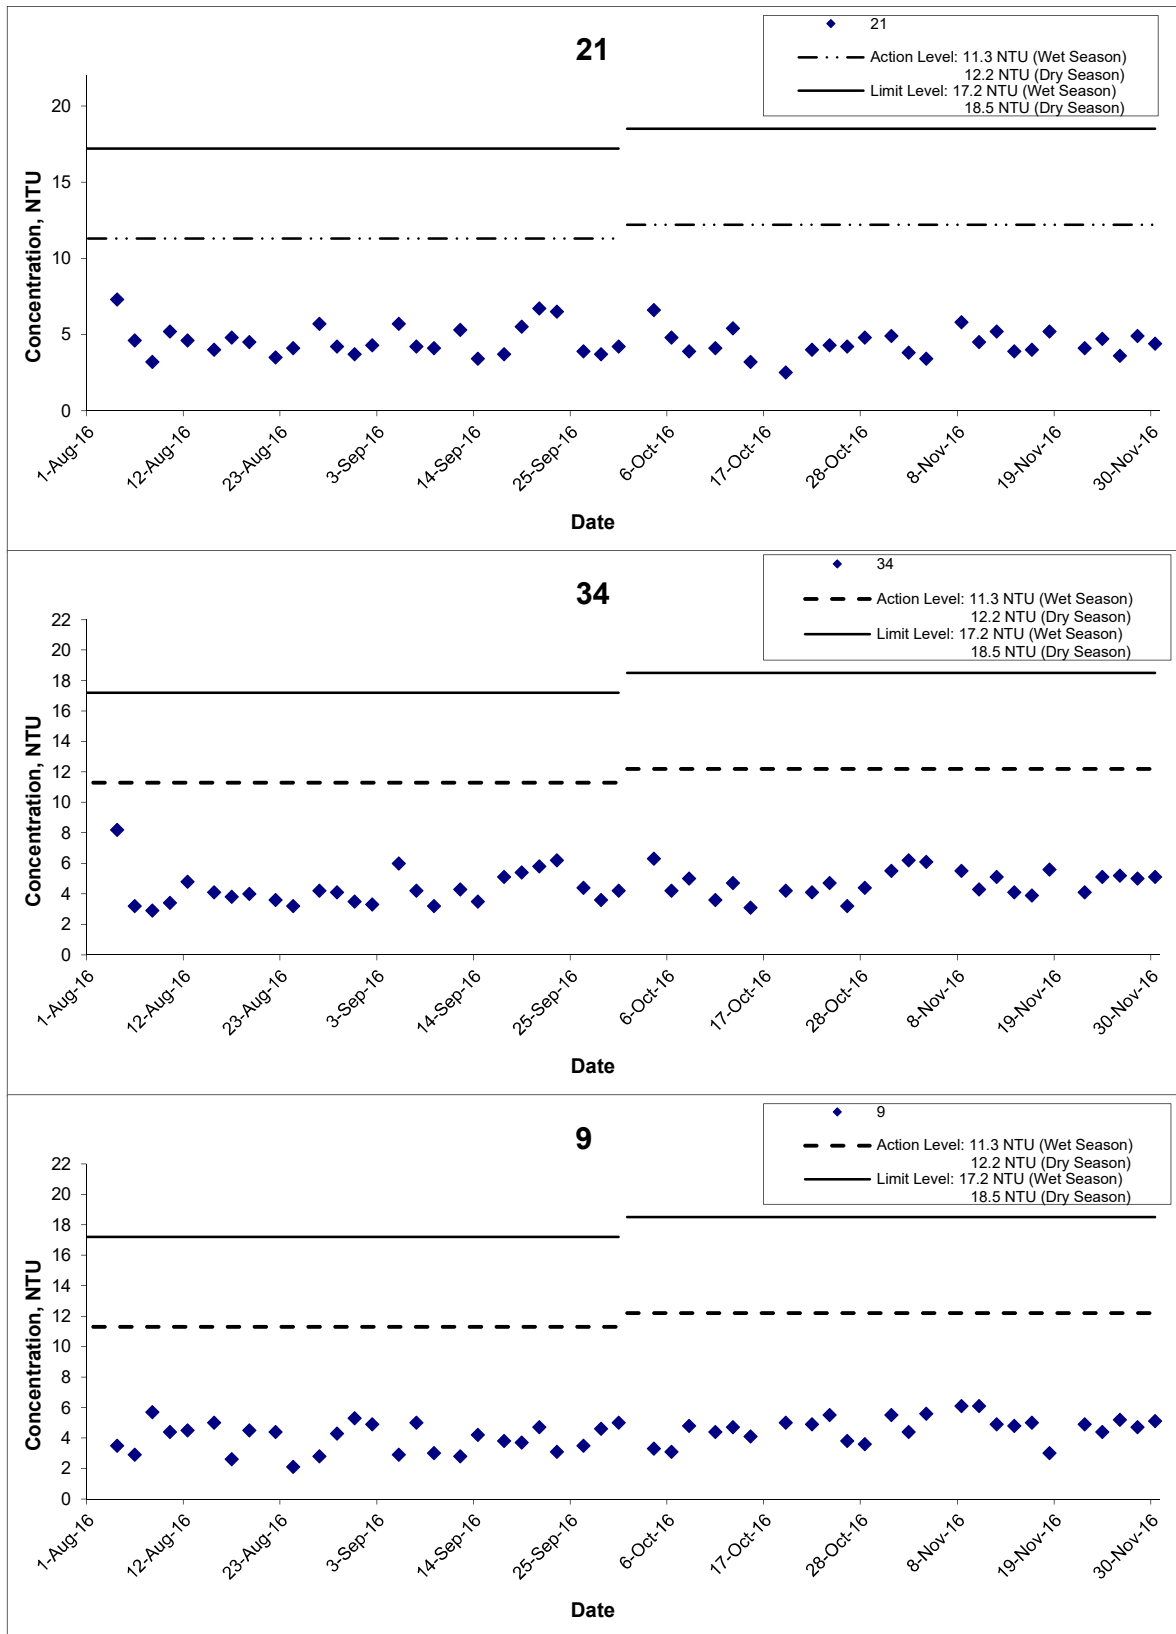 21
21
Action Level: 11.3 NTU (Wet Season)
12.2 NTU (Dry Season)
Limit Level: 17.2 NTU (Wet Season)
18.5 NTU (Dry Season)
Concentration, NTU
20
15
10
5
0
1-Aug-16
12-Aug-16
23-Aug-16
3-Sep-16
14-Sep-16
25-Sep-16
6-Oct-16
17-Oct-16
28-Oct-16
8-Nov-16
19-Nov-16
30-Nov-16
Date
34
34
Action Level: 11.3 NTU (Wet Season)
12.2 NTU (Dry Season)
Limit Level: 17.2 NTU (Wet Season)
18.5 NTU (Dry Season)
Concentration, NTU
22
20
18
16
14
12
10
8
6
4
2
0
1-Aug-16
12-Aug-16
23-Aug-16
3-Sep-16
14-Sep-16
25-Sep-16
6-Oct-16
17-Oct-16
28-Oct-16
8-Nov-16
19-Nov-16
30-Nov-16
Date
9
9
Action Level: 11.3 NTU (Wet Season)
12.2 NTU (Dry Season)
Limit Level: 17.2 NTU (Wet Season)
18.5 NTU (Dry Season)
Concentration, NTU
22
20
18
16
14
12
10
8
6
4
2
0
1-Aug-16
12-Aug-16
23-Aug-16
3-Sep-16
14-Sep-16
25-Sep-16
6-Oct-16
17-Oct-16
28-Oct-16
8-Nov-16
19-Nov-16
30-Nov-16
Date